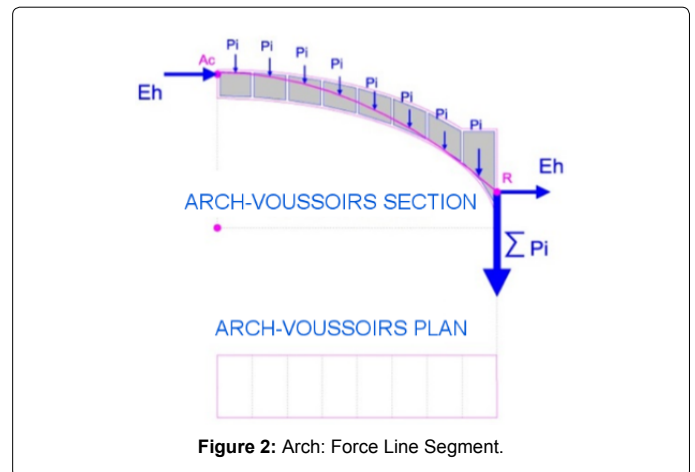 Pi
Pi
Ac
Pi
Pi
Eh
Pi
Pi
Pi
Pi
R
Eh
ARCH-VOUSSOIRS SECTION
∑ Pi
ARCH-VOUSSOIRS PLAN
Figure 2: Arch: Force Line Segment.